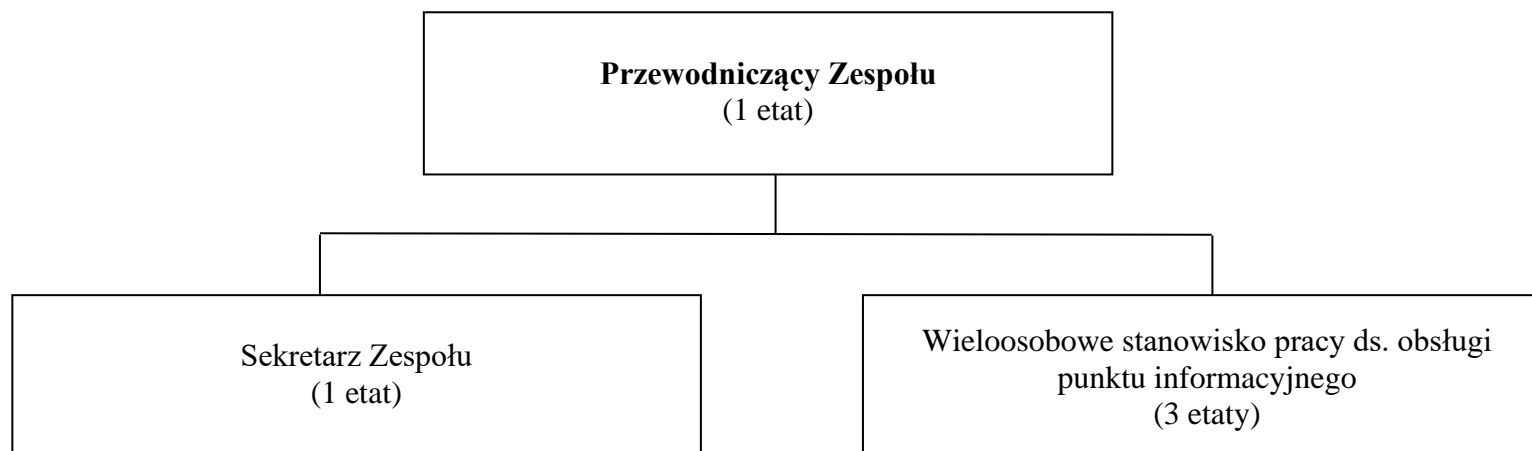 Przewodniczący Zespołu
(1 etat)
Sekretarz Zespołu
(1 etat)
Wieloosobowe stanowisko pracy ds. obsługi
punktu informacyjnego
(3 etaty)